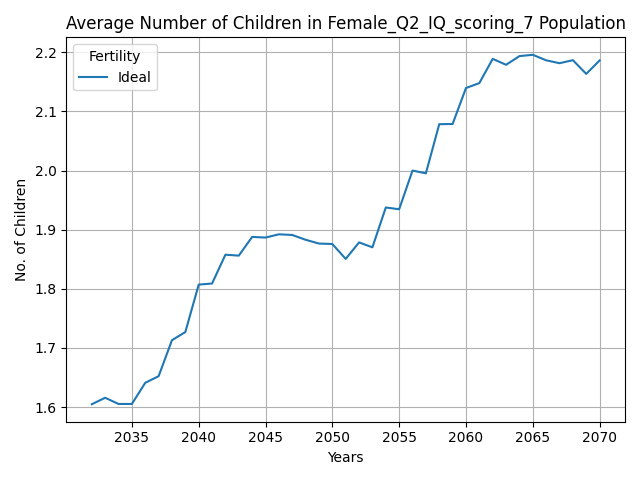 Average Number of Children in Female_Q2_IQ_scoring_7 Population
Fertility
Ideal
No. of Children
2.2
2.1
2.0
1.9
1.8
1.7
1.6
2035 2040 2045 2050 2055 2060 2065 2070
Years